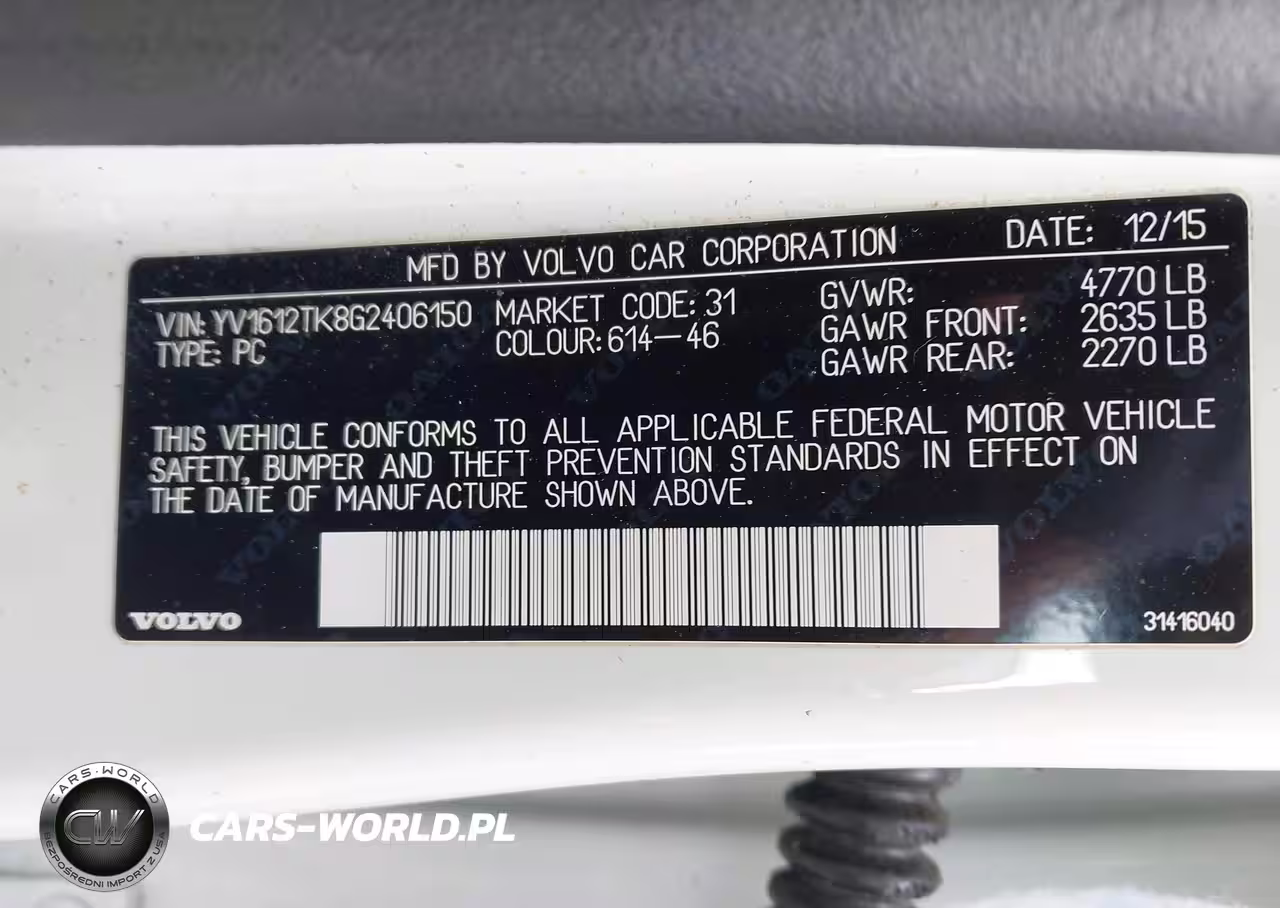 MFD BY VOLVO CAR CORPORATION DATE: 12/15
VIN: YV1612TK8G2406150 MARKET CODE: 31 GVWR: 4770 LB
TYPE: PC COLOUR: 614-46 GAWR FRONT: 2635 LB
GAWR REAR: 2270 LB
THIS VEHICLE CONFORMS TO ALL APPLICABLE FEDERAL MOTOR VEHICLE
SAFETY, BUMPER AND THEFT PREVENTION STANDARDS IN EFFECT ON
THE DATE OF MANUFACTURE SHOWN ABOVE.
VOLVO 31416040
CARS-WORLD
CW
BEZPOŚREDNI IMPORT Z USA
CARS-WORLD.PL